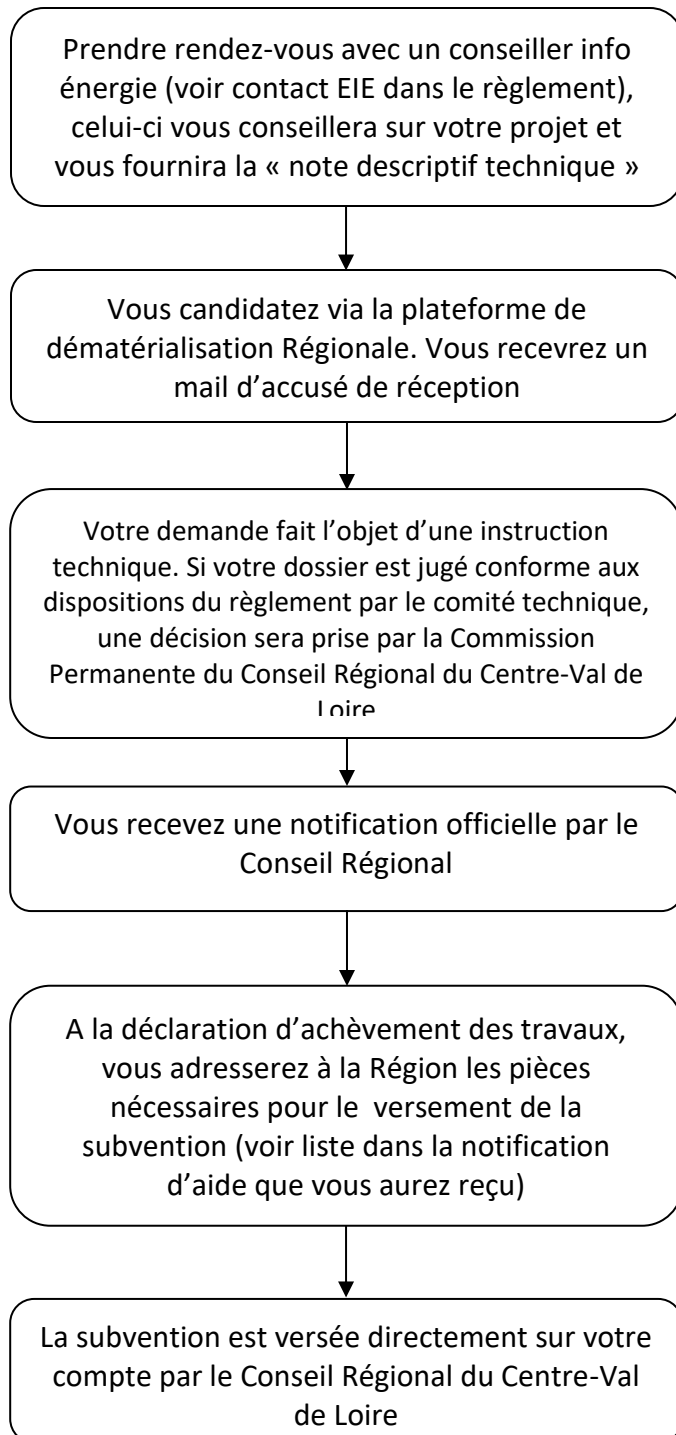 Prendre rendez-vous avec un conseiller info
énergie (voir contact EIE dans le règlement),
celui-ci vous conseillera sur votre projet et
vous fournira la « note descriptif technique »
Vous candidatez via la plateforme de
dématérialisation Régionale. Vous recevrez un
mail d’accusé de réception
Votre demande fait l’objet d’une instruction
technique. Si votre dossier est jugé conforme aux
dispositions du règlement par le comité technique,
une décision sera prise par la Commission
Permanente du Conseil Régional du Centre-Val de
Loire
Vous recevez une notification officielle par le
Conseil Régional
A la déclaration d’achèvement des travaux,
vous adresserez à la Région les pièces
nécessaires pour le  versement de la
subvention (voir liste dans la notification
d’aide que vous aurez reçu)
La subvention est versée directement sur votre
compte par le Conseil Régional du Centre-Val
de Loire